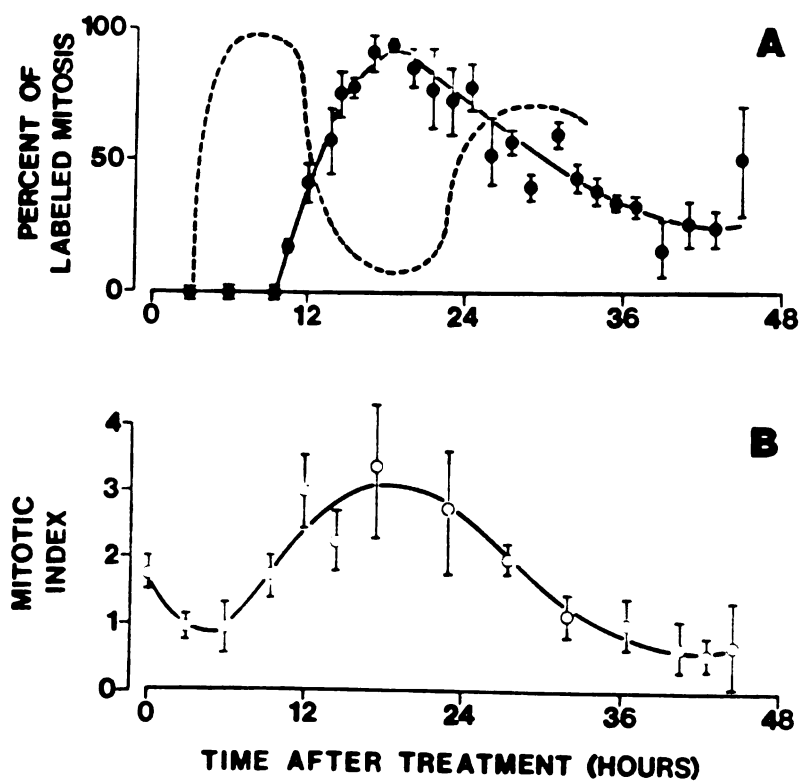 A
PERCENT OF
LABELED MITOSIS
100
50
0
0 12 24 36 48
B
MITOTIC
INDEX
4
3
2
1
0
0 12 24 36 48
TIME AFTER TREATMENT (HOURS)